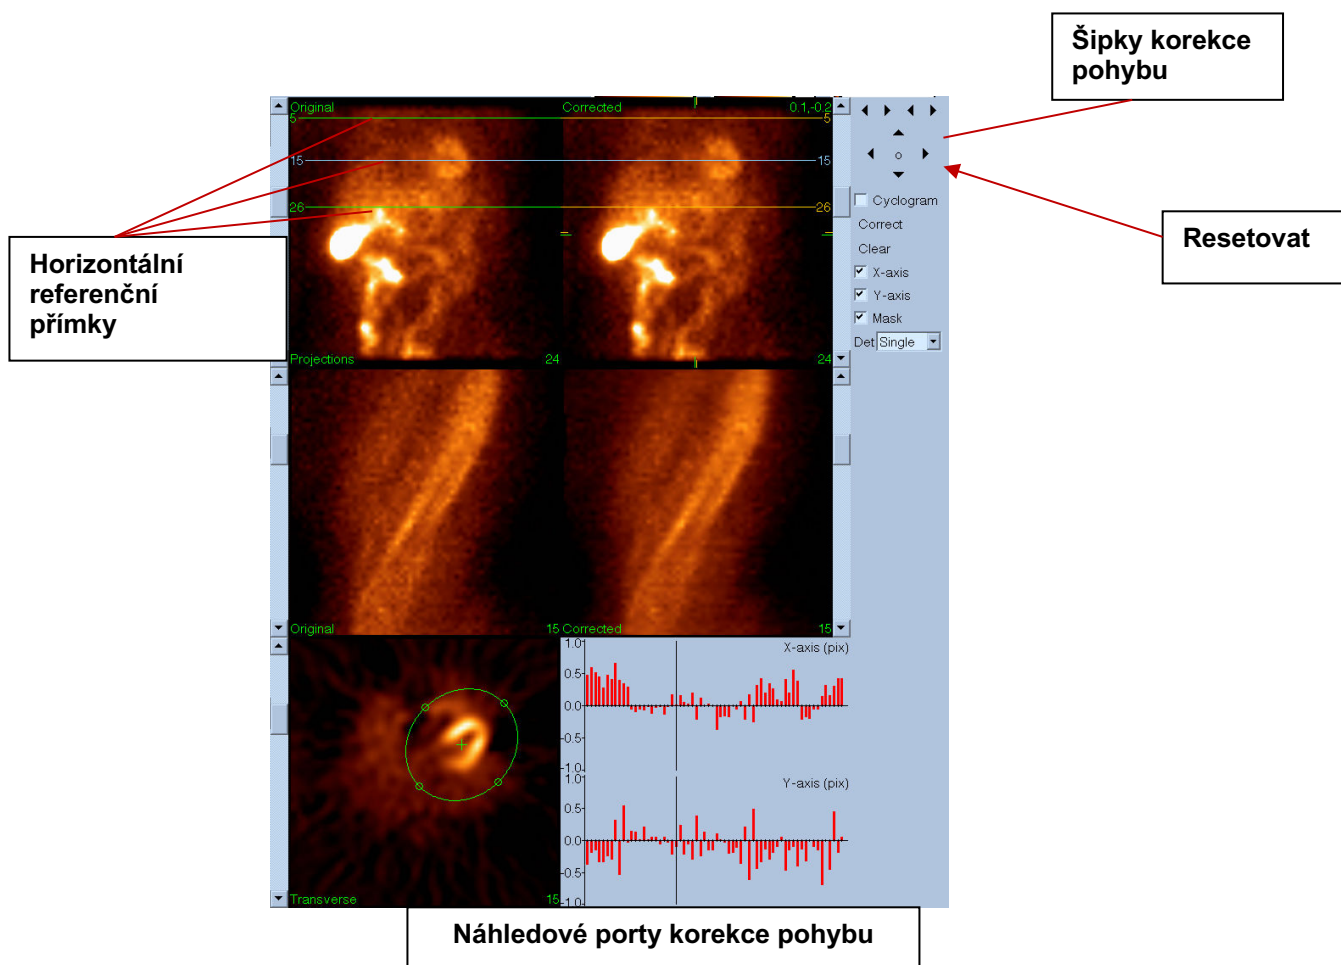 Šipky korekce
pohybu
Original
Corrected
0.1,-0.2
5
5
15
15
26
26
Cyclogram
Correct
Clear
X-axis
Y-axis
Mask
Det Single
Resetovat
Horizontální
referenční
přímky
Projections
24
24
Original
15
Corrected
15
X-axis (pix)
1.0
0.5
0.0
-0.5
-1.0
Y-axis (pix)
1.0
0.5
0.0
-0.5
-1.0
Transverse
15
Náhledové porty korekce pohybu